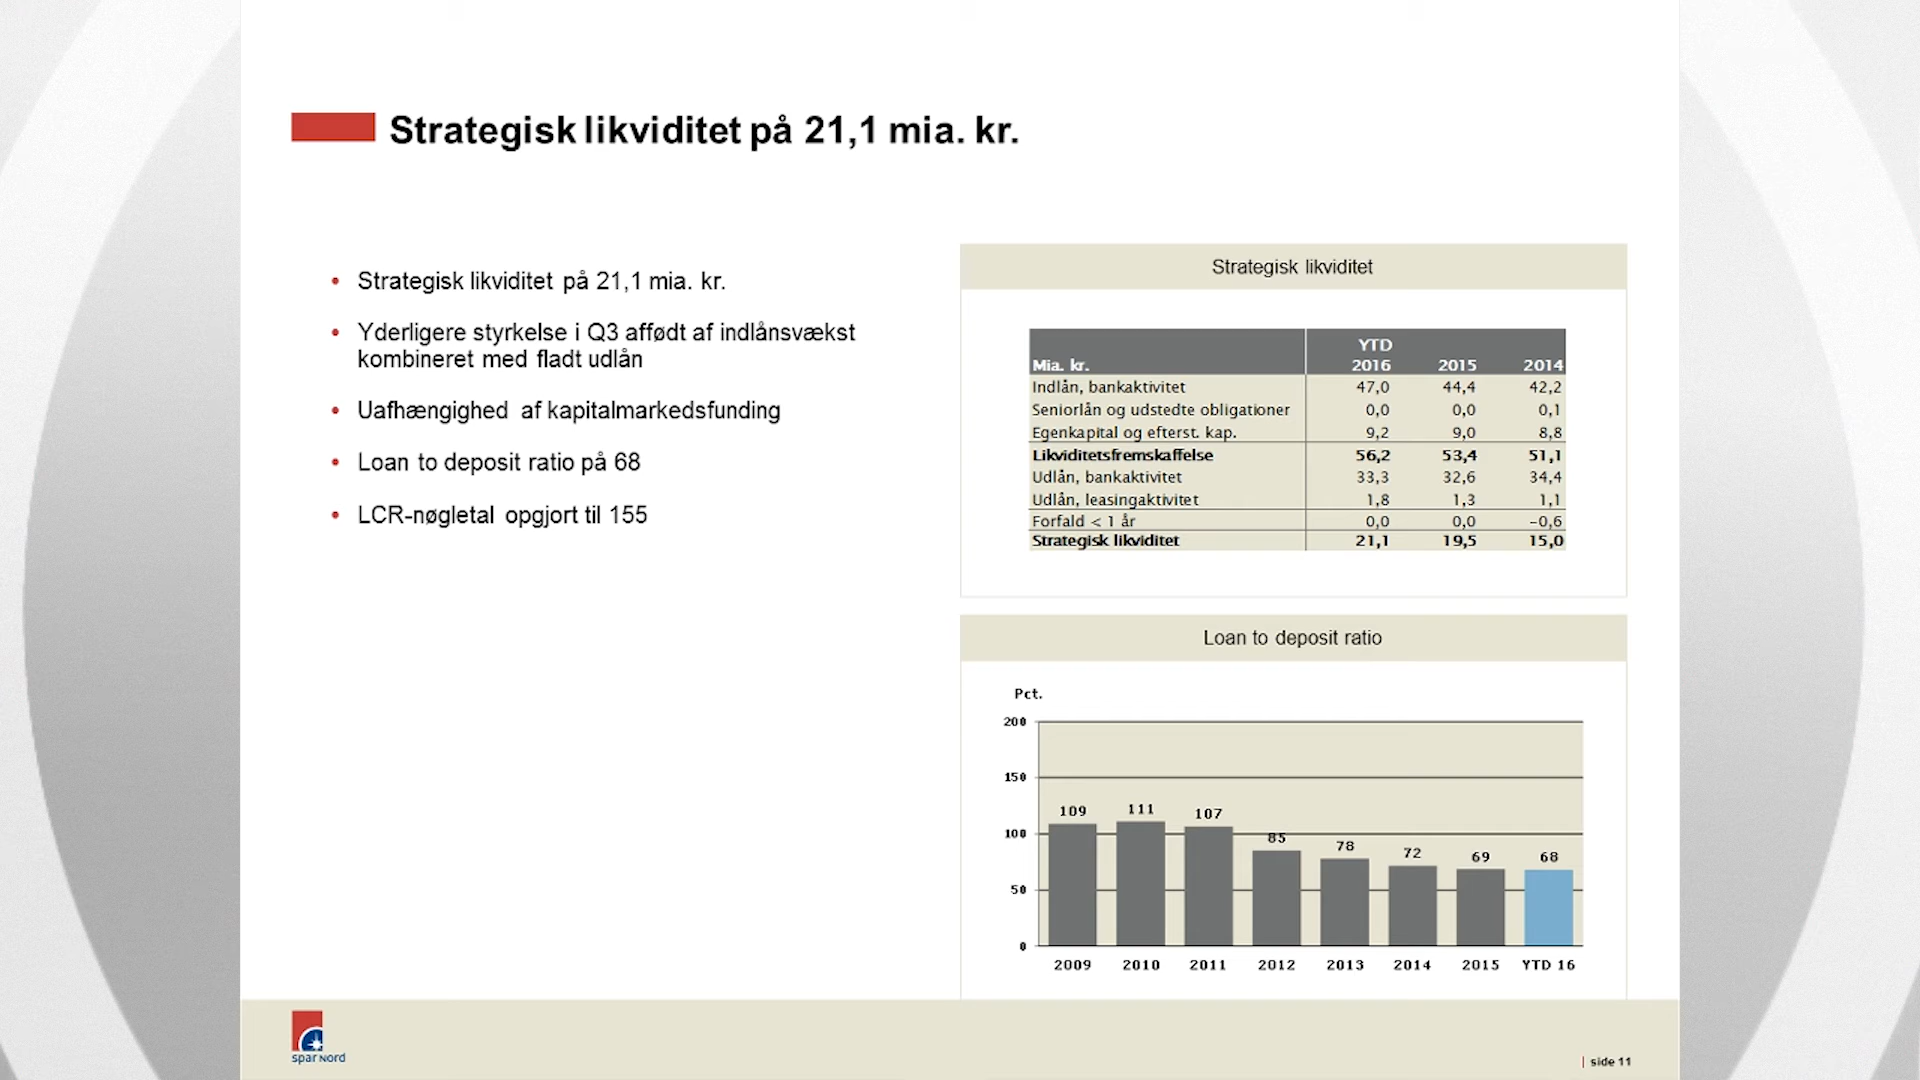 Strategisk likviditet på 21,1 mia. kr.
• Strategisk likviditet på 21,1 mia. kr.
• Yderligere styrkelse i Q3 affødt af indlånsvækst
kombineret med fladt udlån
• Uafhængighed af kapitalmarkedsfunding
• Loan to deposit ratio på 68
• LCR-nøgletal opgjort til 155
Strategisk likviditet
YTD
Mia. kr. 2016 2015 2014
Indlån, bankaktivitet 47,0 44,4 42,2
Seniorlån og udstedte obligationer 0,0 0,0 0,1
Egenkapital og efterst. kap. 9,2 9,0 8,8
Likviditetsfremskaffelse 56,2 53,4 51,1
Udlån, bankaktivitet 33,3 32,6 34,4
Udlån, leasingaktivitet 1,8 1,3 1,1
Forfald < 1 år 0,0 0,0 -0,6
Strategisk likviditet 21,1 19,5 15,0
Loan to deposit ratio
Pct.
200
150
100
50
0
109 111 107 85 78 72 69 68
2009 2010 2011 2012 2013 2014 2015 YTD 16
spar nord
| side 11